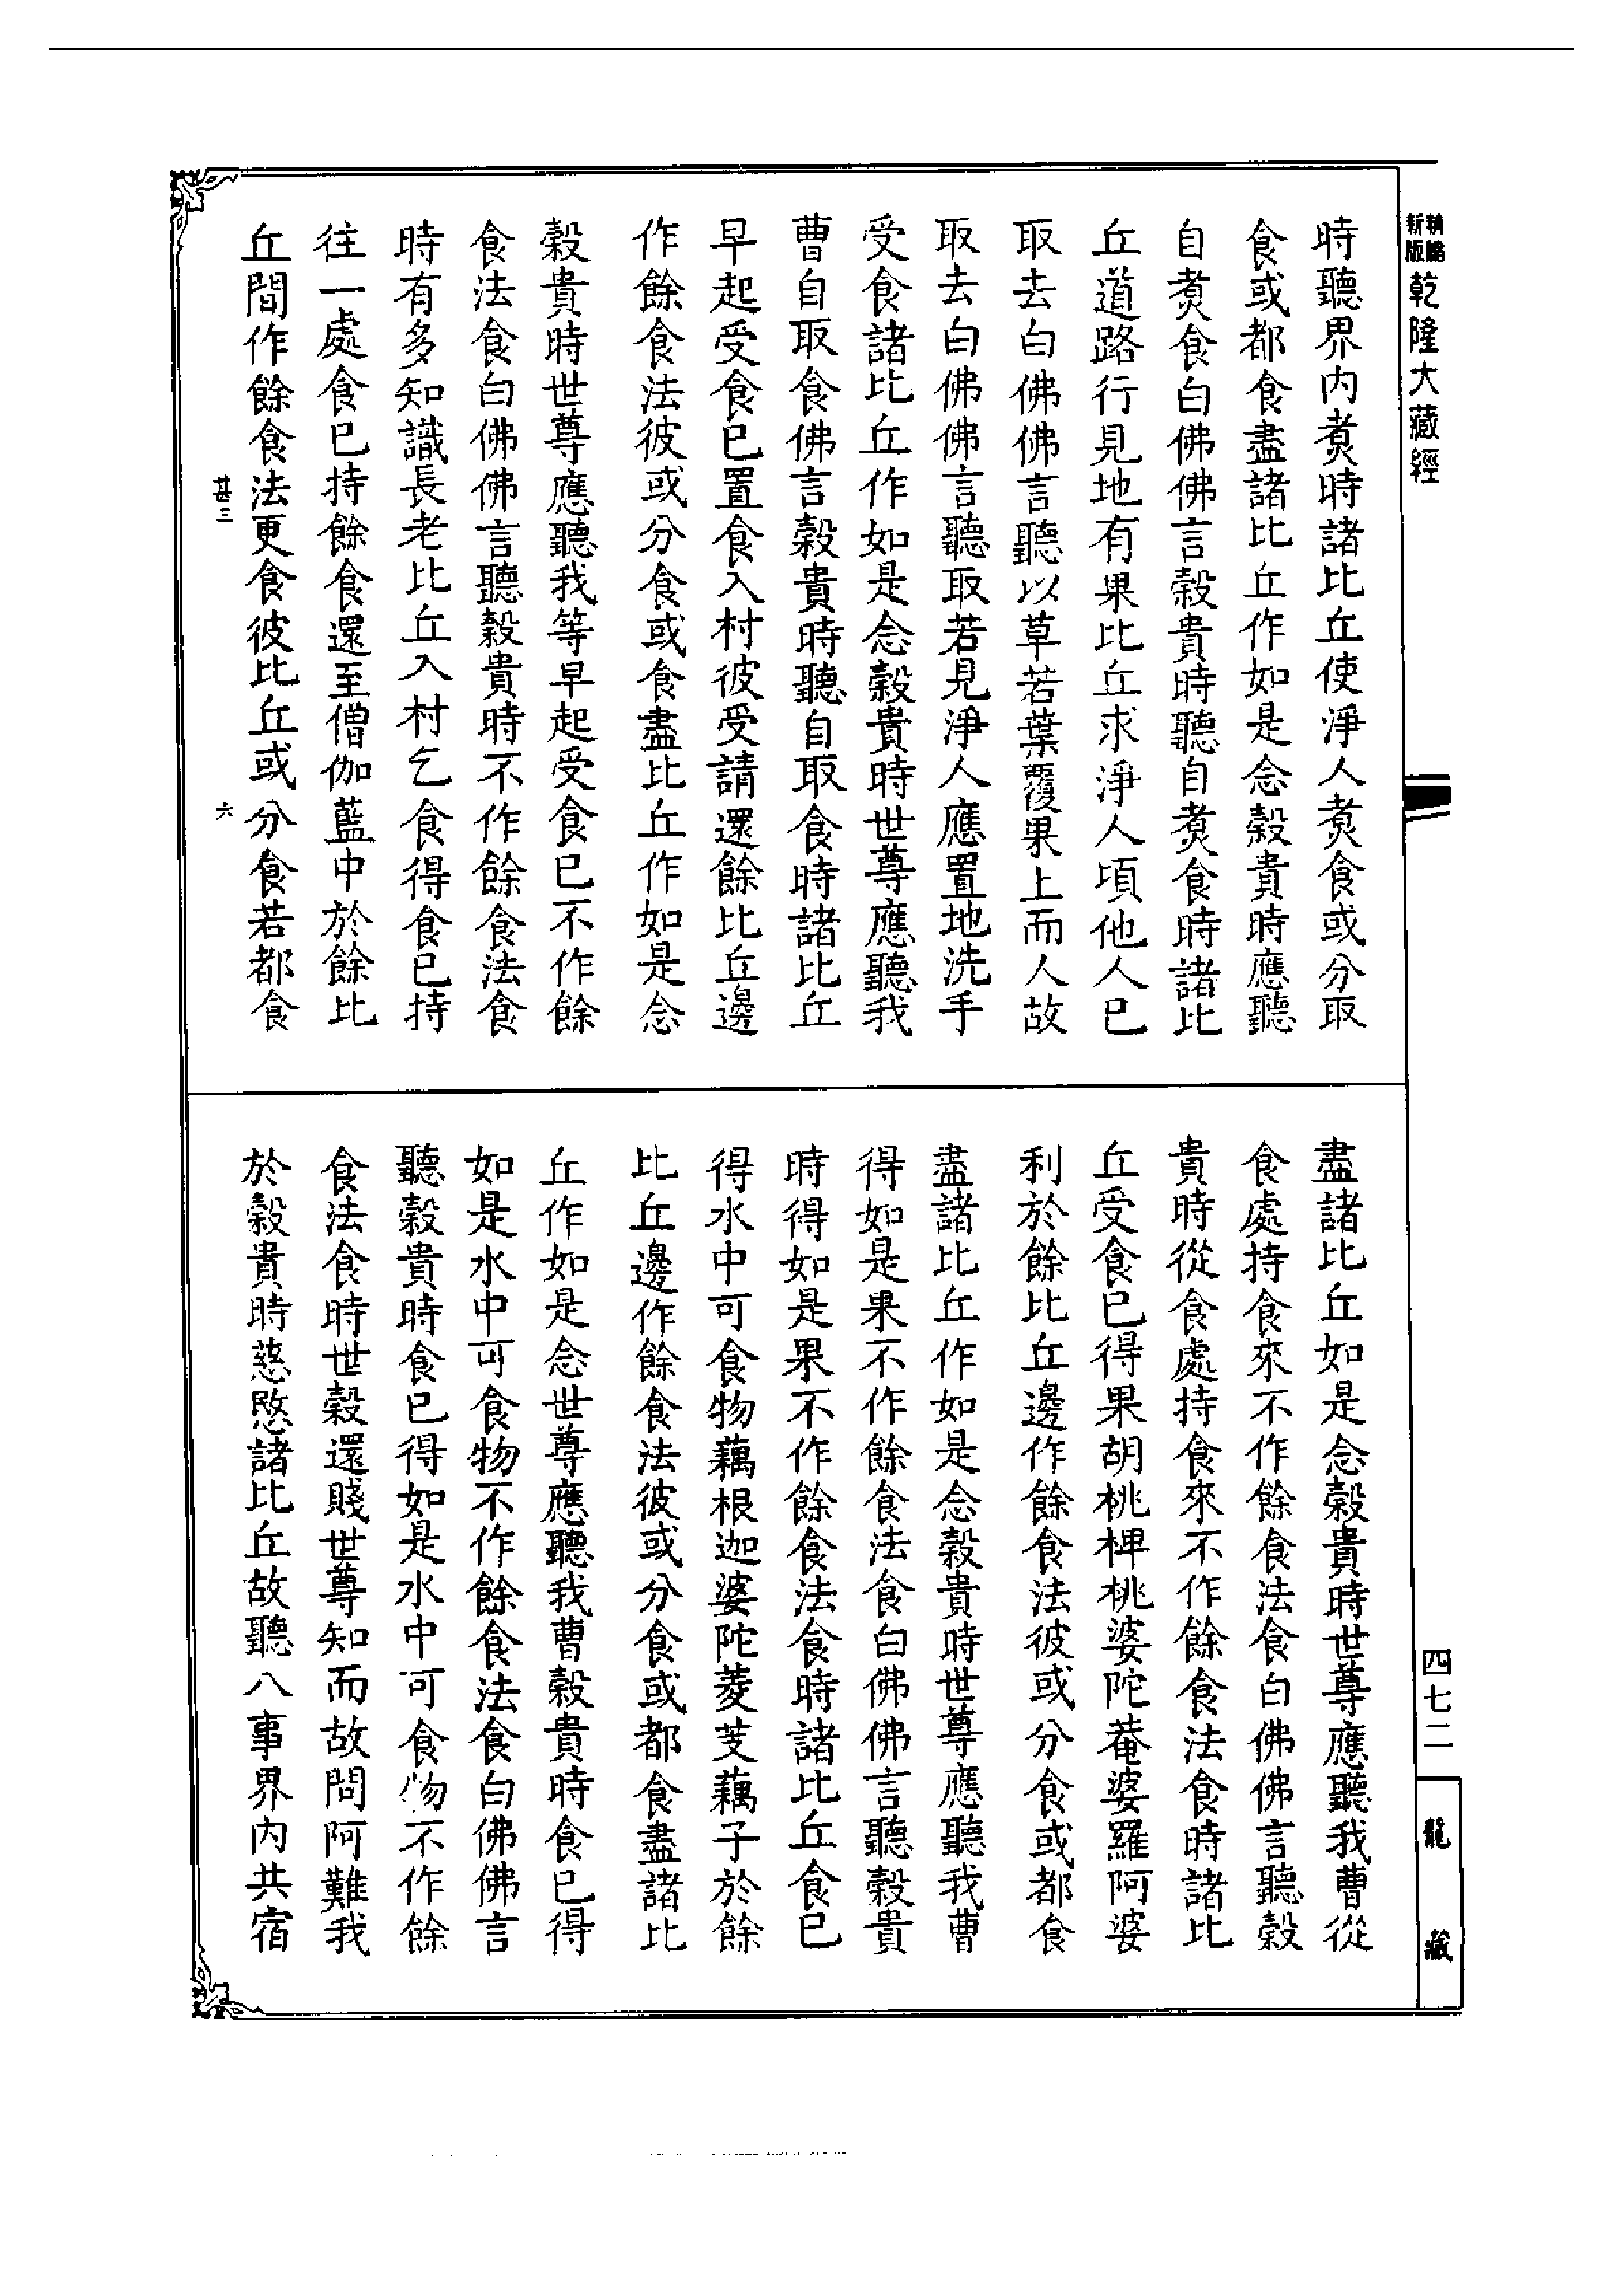 新版精縮
乾隆大藏經
時聽界內煑時諸比丘使淨人煑食或分取
食或都食盡諸比丘作如是念穀貴時應聽
自煑食白佛佛言穀貴時聽自煑食時諸比
丘道路行見地有果比丘求淨人頃他人已
取去白佛佛言聽以草若葉覆果上而人故
取去白佛佛言聽取若見淨人應置地洗手
受食諸比丘作如是念穀貴時世尊應聽我
曹自取食佛言穀貴時聽自取食時諸比丘
早起受食已置食入村彼受請還餘比丘邊
作餘食法彼或分食或食盡比丘作如是念
穀貴時世尊應聽我等早起受食已不作餘
食法食白佛佛言聽穀貴時不作餘食法食
時有多知識長老比丘入村乞食得食已持
往一處食已持餘食還至僧伽藍中於餘比
丘間作餘食法更食彼比丘或分食若都食
甚三
六
盡諸比丘如是念穀貴時世尊應聽我曹從
食處持食來不作餘食法食白佛佛言聽穀
貴時從食處持食來不作餘食法食時諸比
丘受食已得果胡桃椑桃婆陀菴婆羅阿婆
利於餘比丘邊作餘食法彼或分食或都食
盡諸比丘作如是念穀貴時世尊應聽我曹
得如是果不作餘食法食白佛佛言聽穀貴
時得如是果不作餘食法食時諸比丘食已
得水中可食物藕根迦婆陀菱芰藕子於餘
比丘邊作餘食法彼或分食或都食盡諸比
丘作如是念世尊應聽我曹穀貴時食已得
如是水中可食物不作餘食法食白佛佛言
聽穀貴時食已得如是水中可食物不作餘
食法食時世穀還賤世尊知而故問阿難我
於穀貴時慈愍諸比丘故聽八事界內共宿
四七二
龍藏